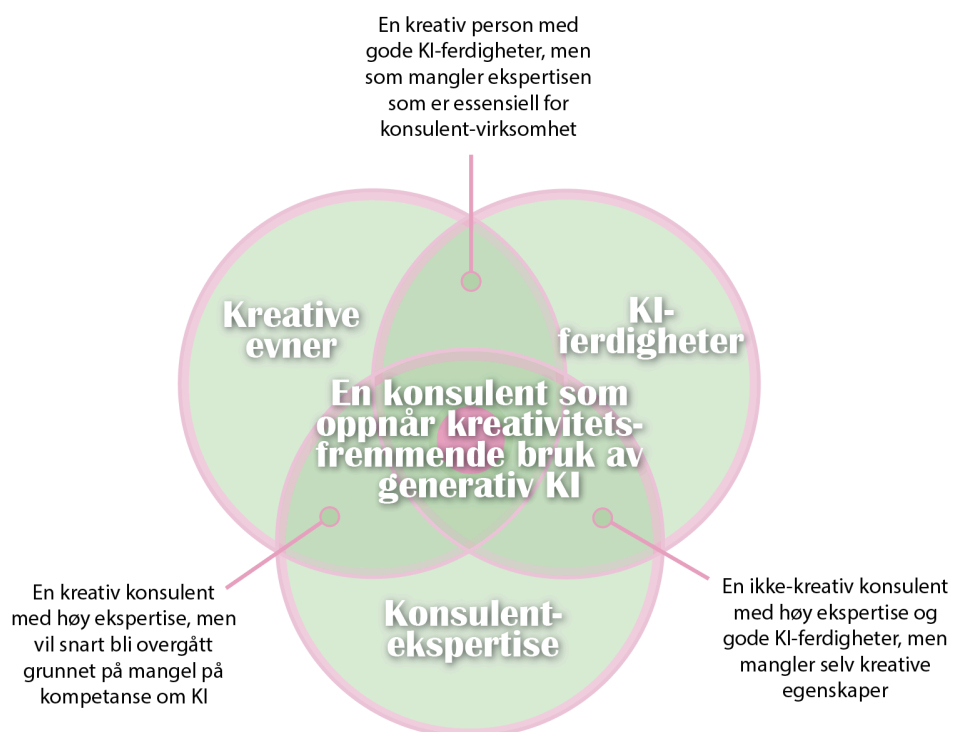 En kreativ person med
gode KI-ferdigheter, men
som mangler ekspertisen
som er essensiell for
konsulent-virksomhet
Kreative
evner
KI-
ferdigheter
En konsulent som
oppnår kreativitets-
fremmende bruk av
generativ KI
En kreativ konsulent
med høy ekspertise, men
vil snart bli overgått
grunnet på mangel på
kompetanse om KI
Konsulent-
ekspertise
En ikke-kreativ konsulent
med høy ekspertise og
gode KI-ferdigheter, men
mangler selv kreative
egenskaper